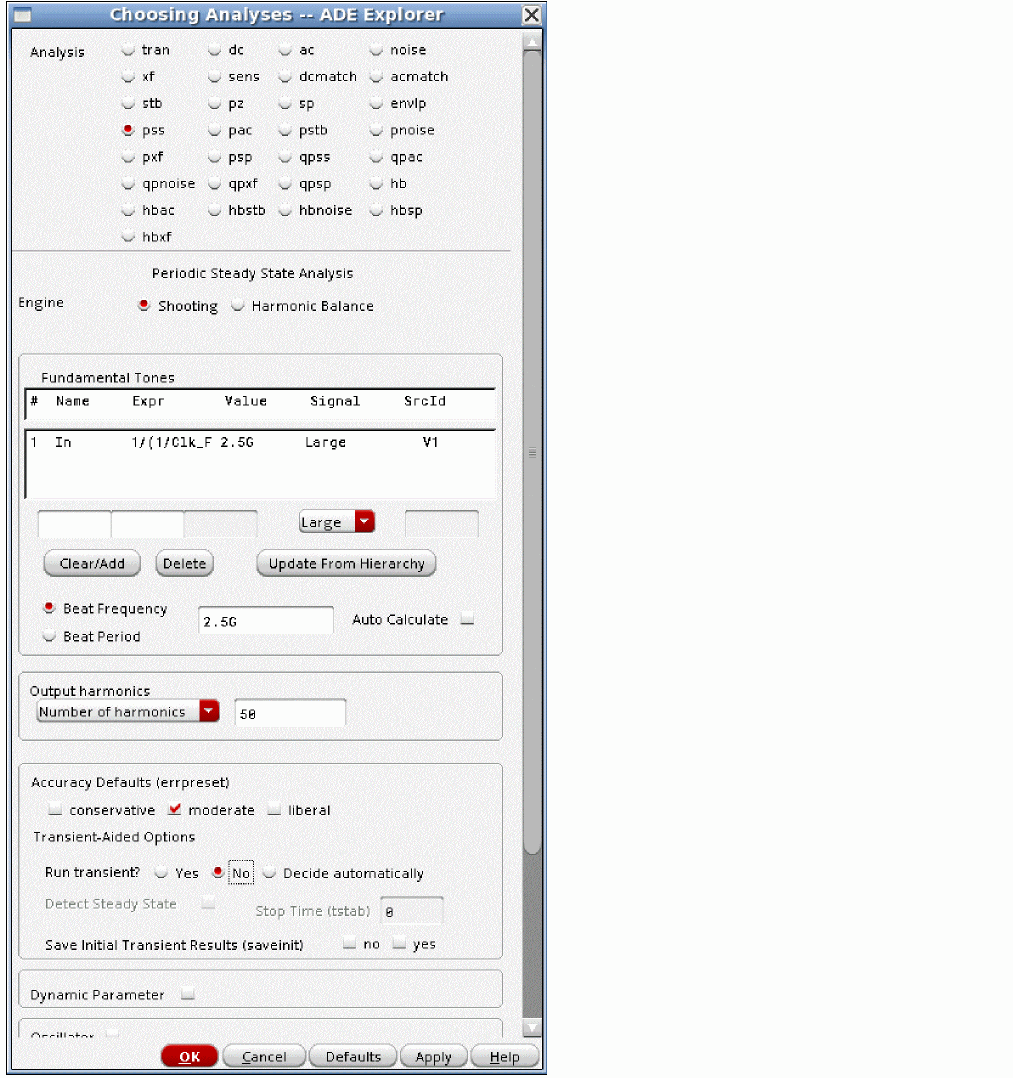 Choosing Analyses -- ADE Explorer
Analysis tran dc ac noise
xf sens dcmatch acmatch
stb pz sp envlp
pss pac pstb pnoise
pxf psp qpss qpac
qpnoise qpxf qpsp hb
hbac hbstb hbnoise hbsp
hbxf
Periodic Steady State Analysis
Engine Shooting Harmonic Balance
Fundamental Tones
# Name Expr Value Signal SrcId
1 In 1/(1/Clk_F 2.5G Large V1
Large
Clear/Add Delete Update From Hierarchy
Beat Frequency 2.5G Auto Calculate
Beat Period
Output harmonics
Number of harmonics 50
Accuracy Defaults (errpreset)
conservative moderate liberal
Transient-Aided Options
Run transient? Yes No Decide automatically
Detect Steady State Stop Time (tstab) 0
Save Initial Transient Results (saveinit) no yes
Dynamic Parameter
Oscillator
OK Cancel Defaults Apply Help